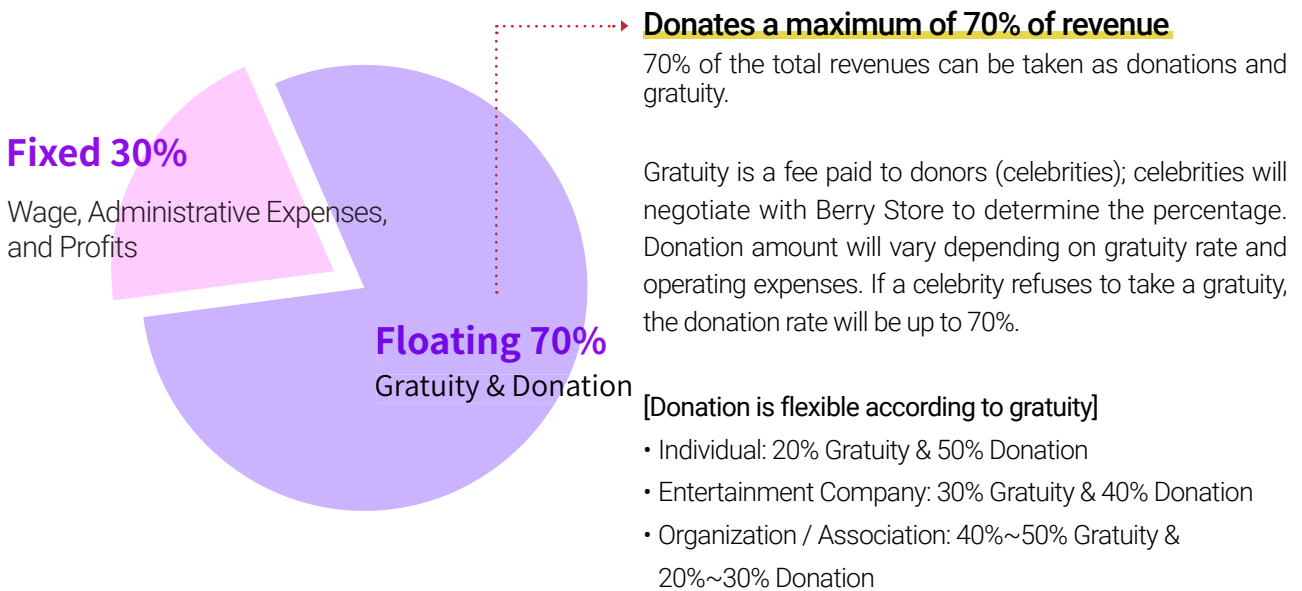 Fixed 30%
Wage, Administrative Expenses,
and Profits
Floating 70%
Gratuity & Donation
Donates a maximum of 70% of revenue
70% of the total revenues can be taken as donations and
gratuity.
Gratuity is a fee paid to donors (celebrities); celebrities will
negotiate with Berry Store to determine the percentage.
Donation amount will vary depending on gratuity rate and
operating expenses. If a celebrity refuses to take a gratuity,
the donation rate will be up to 70%.
[Donation is flexible according to gratuity]
• Individual: 20% Gratuity & 50% Donation
• Entertainment Company: 30% Gratuity & 40% Donation
• Organization / Association: 40%~50% Gratuity &
20%~30% Donation